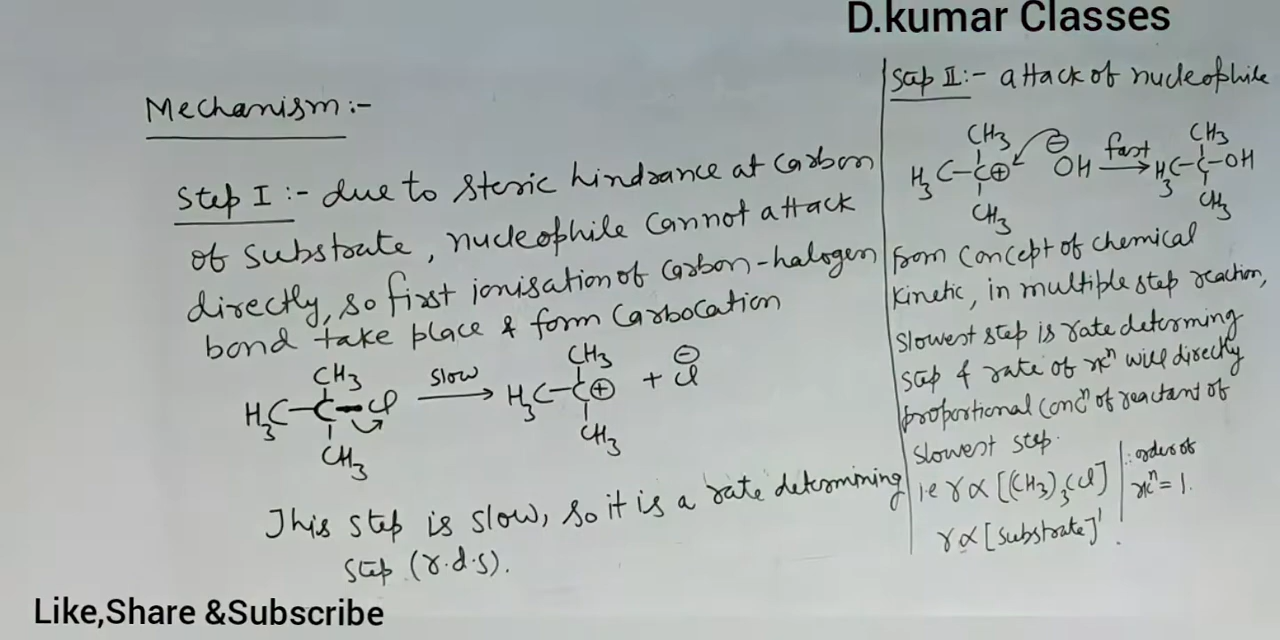 D.kumar Classes
Mechanism:-
Step I :- due to steric hindrance at carbon
of substrate, nucleophile cannot attack
directly, so first ionisation of carbon-halogen
bond take place & form carbocation
CH3 CH3
H3C-C-Cl slow → H3C-C⊕ + Cl⊖
CH3 CH3
This step is slow, so it is a rate determining
step (r.d.s).
Step II:- attack of nucleophile
CH3 CH3
H3C-C⊕ ⊖OH fast → H3C-C-OH
CH3 CH3
from concept of chemical
kinetic, in multiple step reaction,
slowest step is rate determming
step & rate of rxn will directly
proportional concn of reactant of
slowest step.
i.e r∝[(CH3)3Cl] ∴ order of
rxn = 1.
r∝[substrate]1.
Like,Share &Subscribe